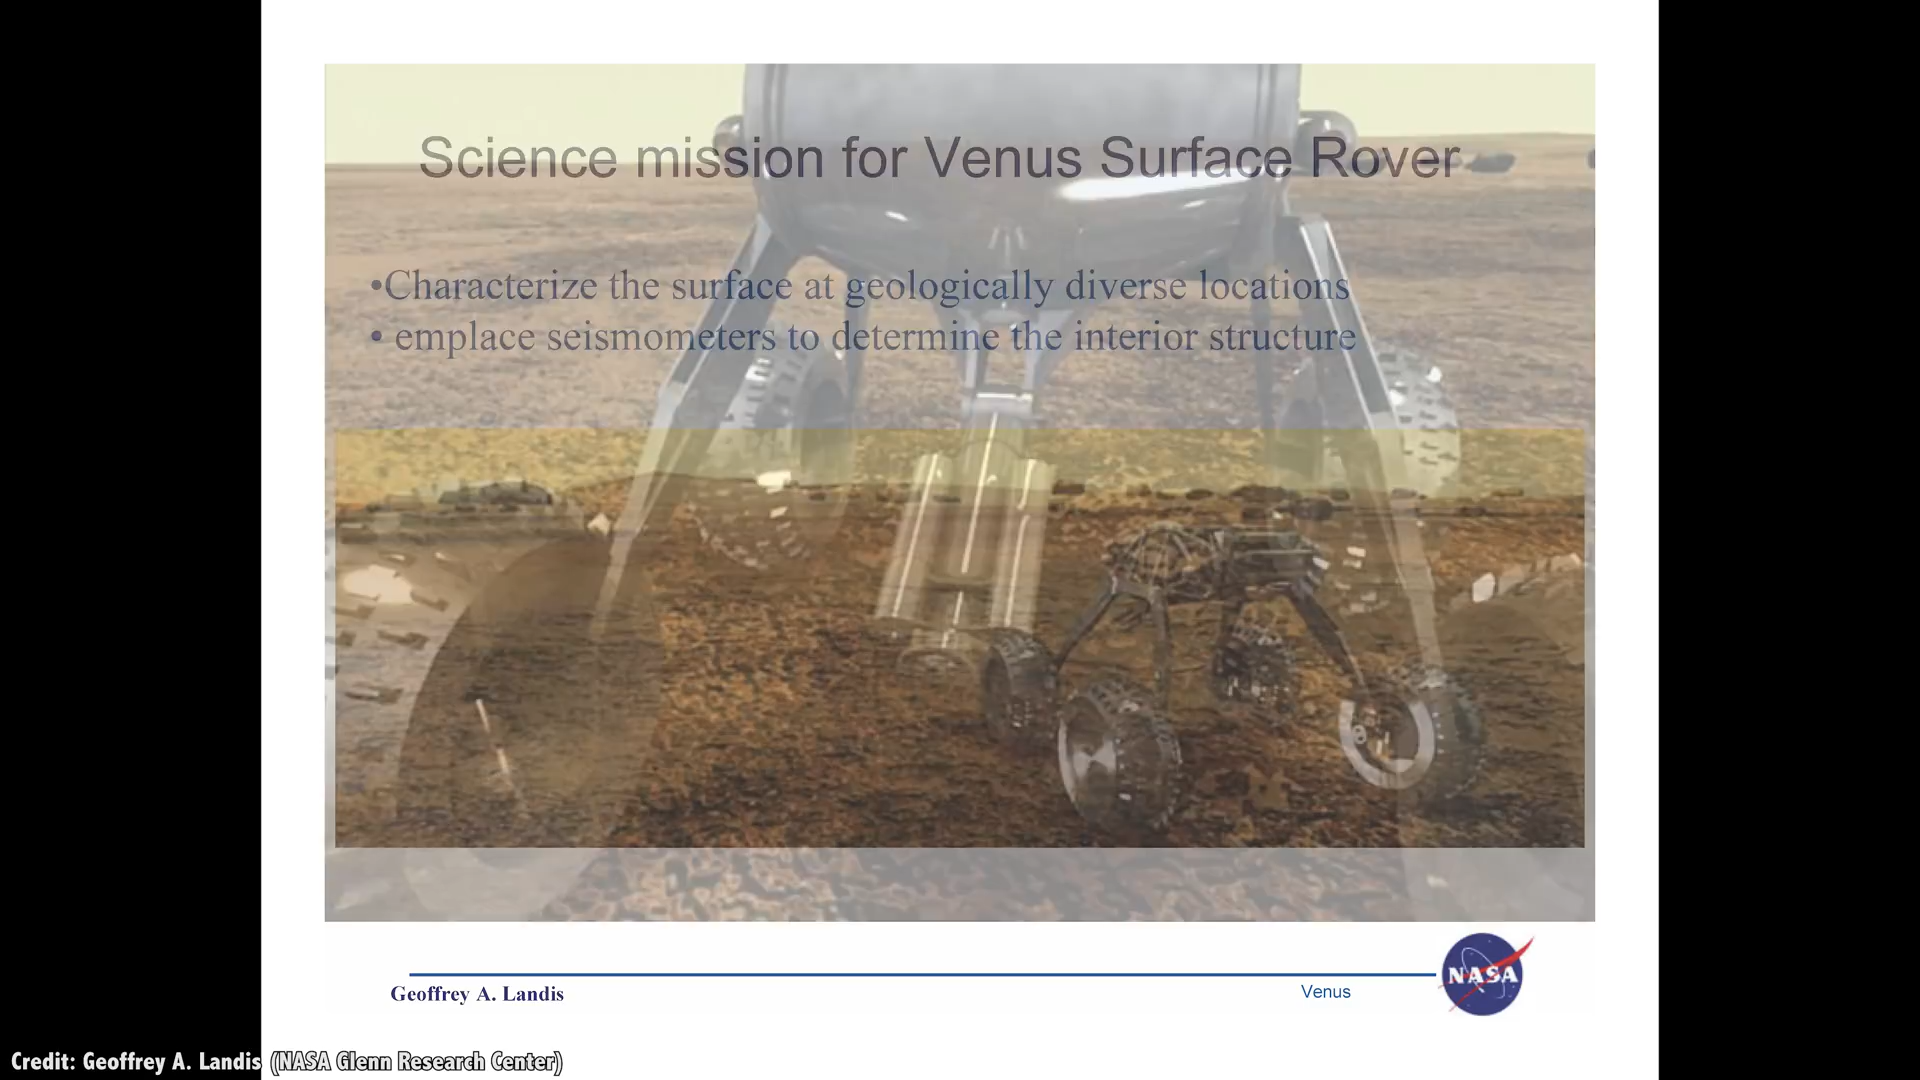 Science mission for Venus Surface Rover
•Characterize the surface at geologically diverse locations
• emplace seismometers to determine the interior structure
NASA
Geoffrey A. Landis
Venus
Credit: Geoffrey A. Landis (NASA Glenn Research Center)